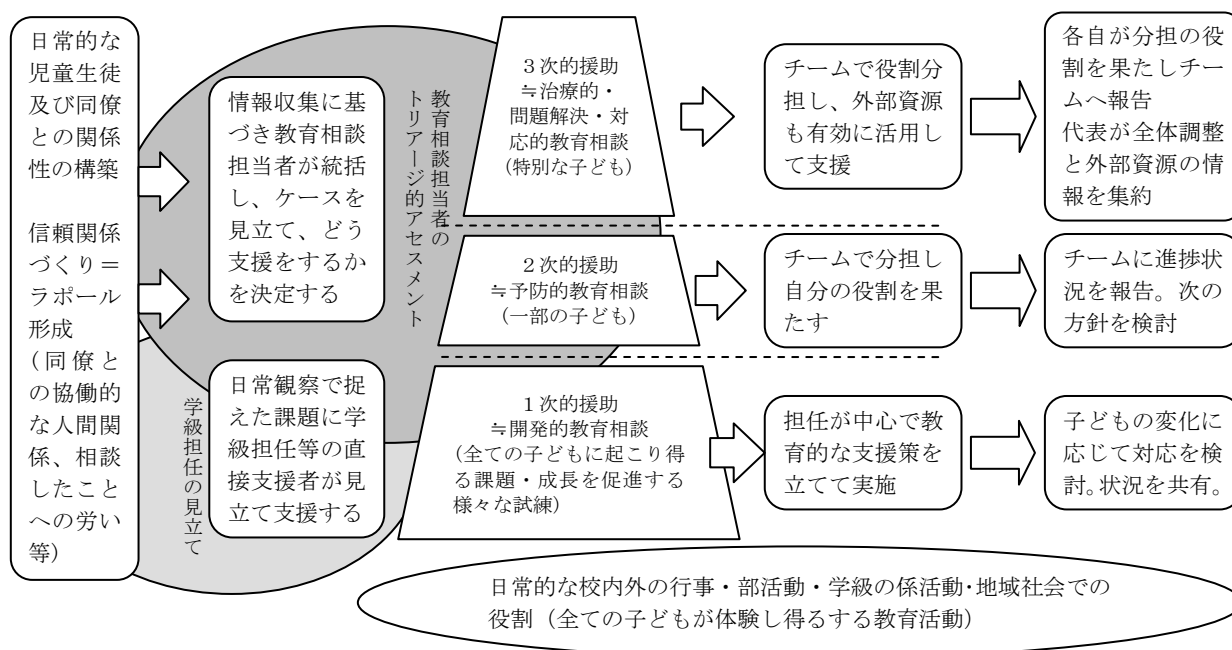 日常的な
児童生徒
及び同僚
との関係
性の構築
信頼関係
づくり＝
ラポール
形成
(同僚と
の協働的
な人間関
係、相談
したこと
への労い
等)
情報収集に基
づき教育相談
担当者が統括
し、ケースを
見立て、どう
支援をするか
を決定する
教育相談担当者の
トリアージ的アセスメント
日常観察で捉
えた課題に学
級担任等の直
接支援者が見
立て支援する
学級担任の見立て
３次的援助
≒治療的・
問題解決・対
応的教育相談
(特別な子ども)
チームで役割分
担し、外部資源
も有効に活用し
て支援
各自が分担の役
割を果たしチー
ムへ報告
代表が全体調整
と外部資源の情
報を集約
２次的援助
≒予防的教育相談
(一部の子ども)
チームで分担し
自分の役割を果
たす
チームに進捗状
況を報告。次の
方針を検討
１次的援助
≒開発的教育相談
(全ての子どもに起こり得
る課題・成長を促進する
様々な試練)
担任が中心で教
育的な支援策を
立てて実施
子どもの変化に
応じて対応を検
討。状況を共有。
日常的な校内外の行事・部活動・学級の係活動・地域社会での
役割（全ての子どもが体験し得るする教育活動）